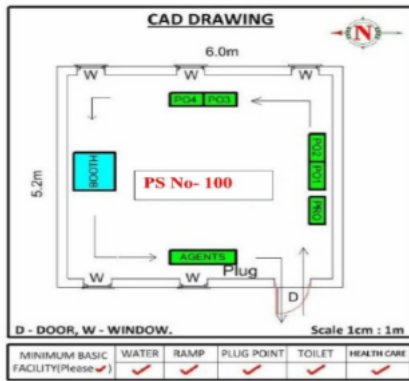 CAD DRAWING
N
6.0m
W W W
PO4 PO3
5.2m
BOOTH
PO2
PO1
PS No- 100
PRO
AGENTS
Plug
W W
D
D - DOOR, W - WINDOW. Scale 1cm : 1m
MINIMUM BASIC FACILITY(Please✓) WATER RAMP PLUG POINT TOILET HEALTH CARE
✓ ✓ ✓ ✓ ✓